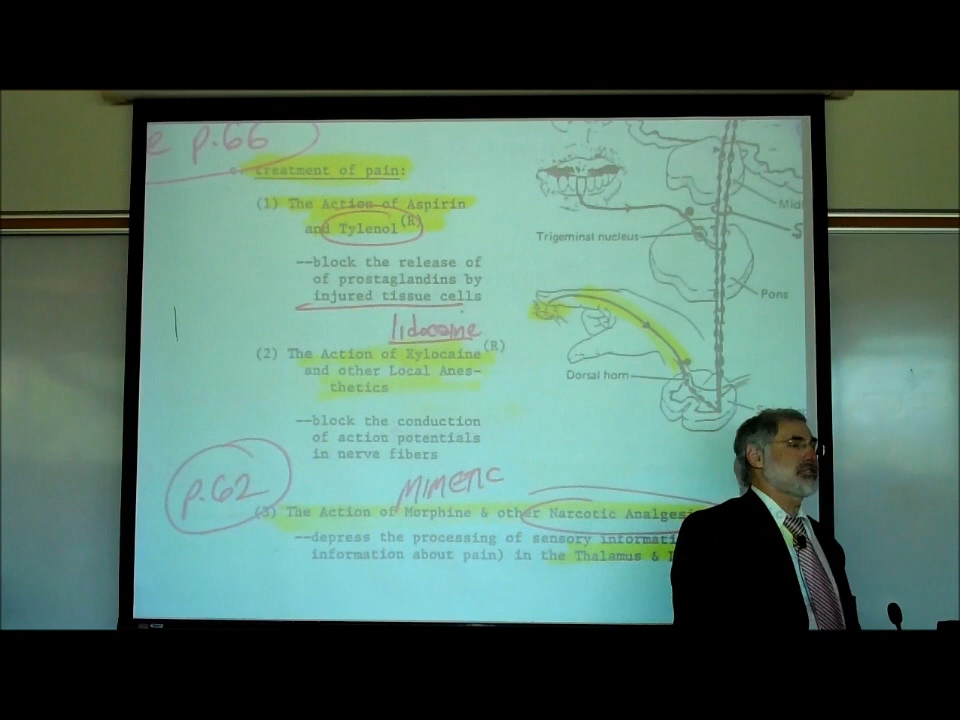 e p.66
treatment of pain:
(1) The Action of Aspirin
and Tylenol(R)
--block the release of
of prostaglandins by
injured tissue cells
lidocaine
(2) The Action of Xylocaine(R)
and other Local Anes-
thetics
--block the conduction
of action potentials
in nerve fibers
p.62
MIMETIC
(3) The Action of Morphine & other Narcotic Analgesi
--depress the processing of sensory informati
information about pain) in the Thalamus &
Mid
S
Trigeminal nucleus
Pons
Dorsal horn